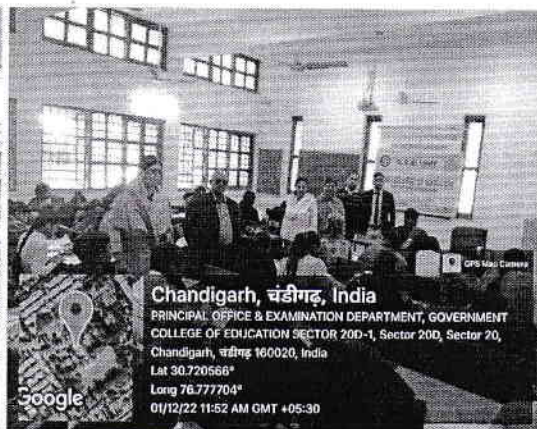 GPS Map Camera
Chandigarh, चंडीगढ़, India
PRINCIPAL OFFICE & EXAMINATION DEPARTMENT, GOVERNMENT
COLLEGE OF EDUCATION SECTOR 20D-1, Sector 20D, Sector 20,
Chandigarh, चंडीगढ़ 160020, India
Lat 30.720566°
Long 76.777704°
01/12/22 11:52 AM GMT +05:30
Google